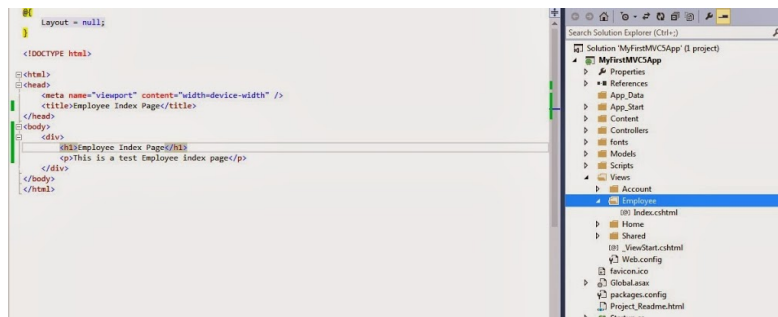 @{
Layout = null;
}
<!DOCTYPE html>
<html>
<head>
<meta name="viewport" content="width=device-width" />
<title>Employee Index Page</title>
</head>
<body>
<div>
<h1>Employee Index Page</h1>
<p>This is a test Employee index page</p>
</div>
</body>
</html>
Search Solution Explorer (Ctrl+;)
Solution 'MyFirstMVC5App' (1 project)
MyFirstMVC5App
Properties
References
App_Data
App_Start
Content
Controllers
fonts
Models
Scripts
Views
Account
Employee
Index.cshtml
Home
Shared
_ViewStart.cshtml
Web.config
favicon.ico
Global.asax
packages.config
Project_Readme.html